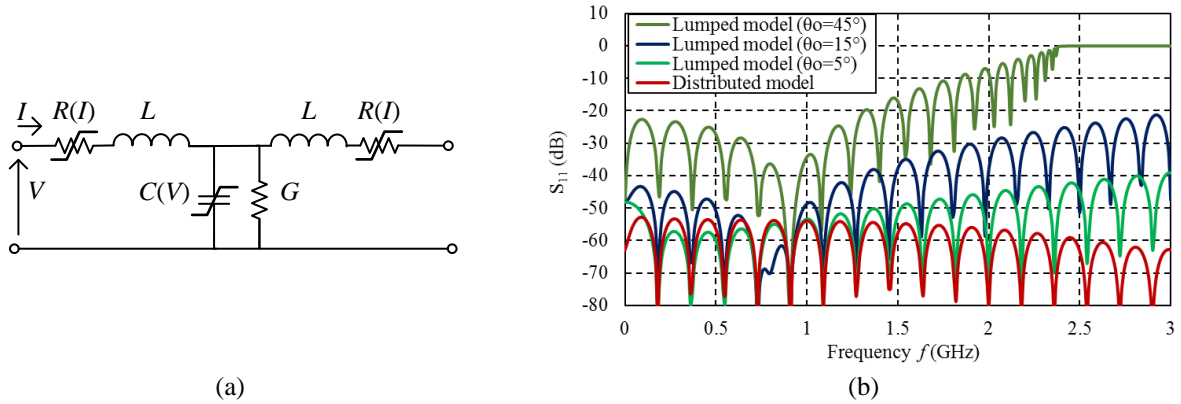 I
R(I)
L
L
R(I)
V
C(V)
G
(a)
10
0
-10
-20
-30
-40
-50
-60
-70
-80
S11 (dB)
Lumped model (θo=45°)
Lumped model (θo=15°)
Lumped model (θo=5°)
Distributed model
0
0.5
1
1.5
2
2.5
3
Frequency f (GHz)
(b)